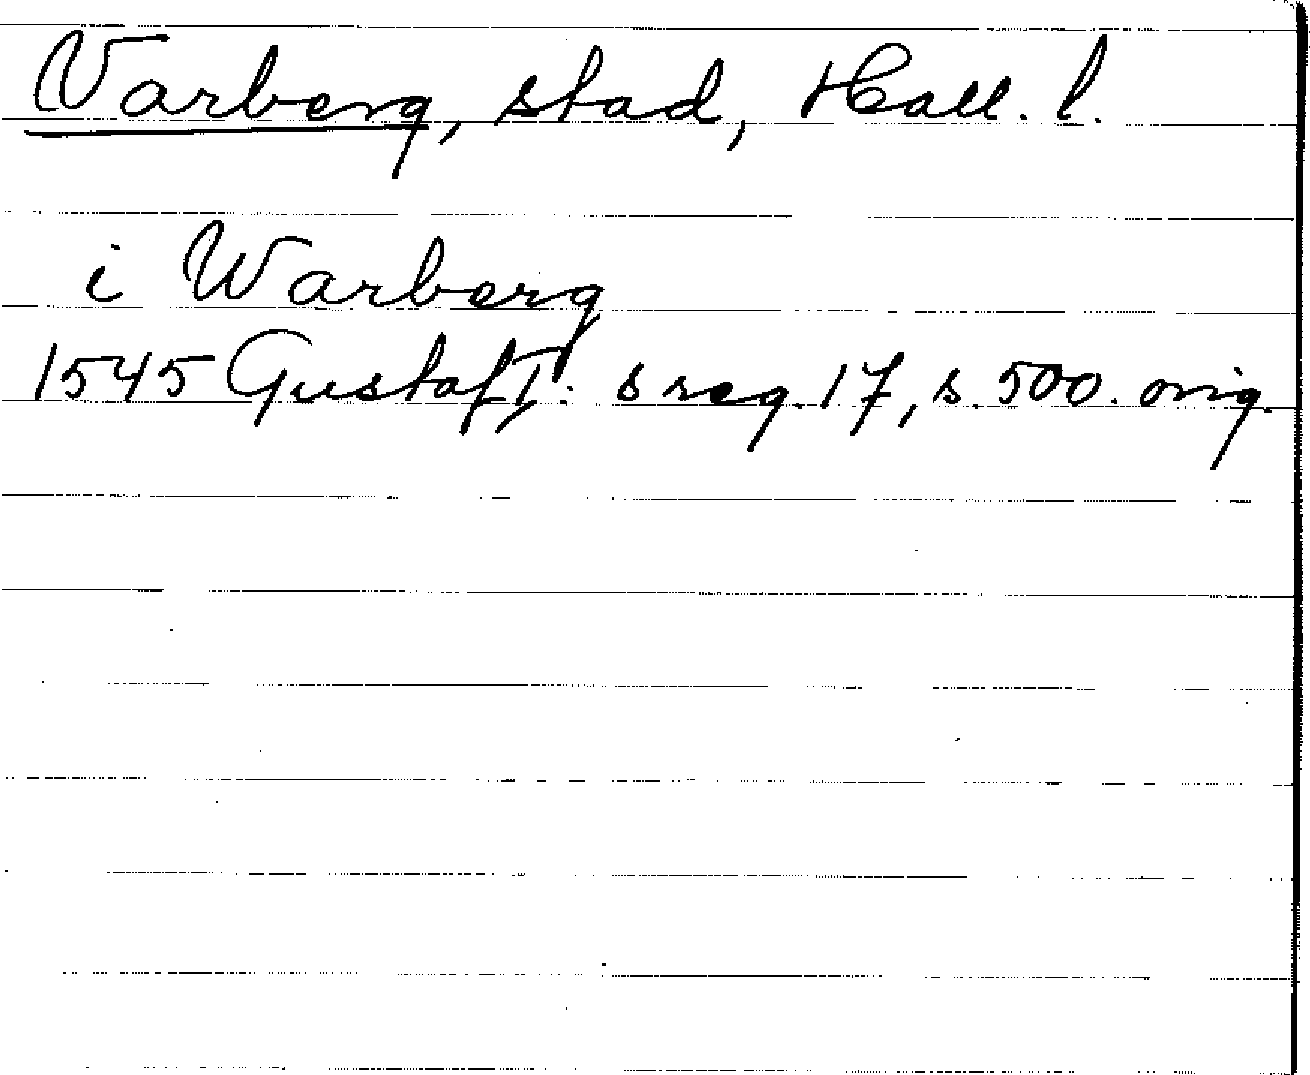 Varberg, stad, Hall. l.
i Warberg
1545 Gustaf I: s reg. 17, s. 500. orig.